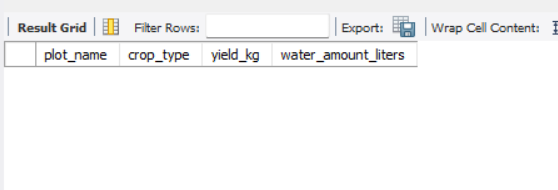 Result Grid Filter Rows: Export: Wrap Cell Content:
plot_name crop_type yield_kg water_amount_liters